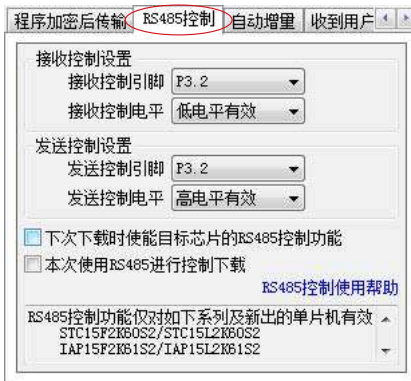 程序加密后传输 RS485控制 自动增量 收到用户
接收控制设置
接收控制引脚 P3.2
接收控制电平 低电平有效
发送控制设置
发送控制引脚 P3.2
发送控制电平 高电平有效
下次下载时使能目标芯片的RS485控制功能
本次使用RS485进行控制下载
RS485控制使用帮助
RS485控制功能仅对如下系列及新出的单片机有效
STC15F2K60S2/STC15L2K60S2
IAP15F2K61S2/IAP15L2K61S2